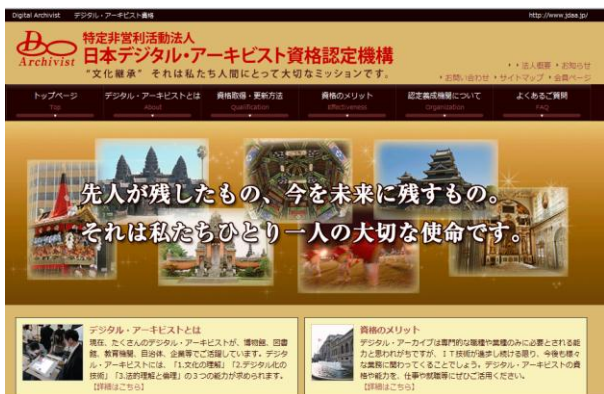 Digital Archivist デジタル・アーキビスト資格
http://www.jdaa.jp/
Archivist
特定非営利活動法人
日本デジタル・アーキビスト資格認定機構
"文化継承" それは私たち人間にとって大切なミッションです。
法人概要 お知らせ
お問い合わせ サイトマップ 会員ページ
トップページ デジタル・アーキビストとは 資格取得・更新方法 資格のメリット 認定養成機関について よくあるご質問
Top About Qualification Effectiveness Organization FAQ
先人が残したもの、今を未来に残すもの。
それは私たちひとり一人の大切な使命です。
デジタル・アーキビストとは
現在、たくさんのデジタル・アーキビストが、博物館、図書
館、教育機関、自治体、企業等でご活躍しています。デジタ
ル・アーキビストには、「1.文化の理解」「2.デジタル化の
技術」「3.法的理解と倫理」の3つの能力が求められます。
【詳細はこちら】
資格のメリット
デジタル・アーカイブは専門的な職種や業種のみに必要とされる能
力と思われがちですが、IT技術が進歩し続ける限り、今後も様々
な業務に関わってくることでしょう。デジタル・アーキビストの資
格や能力を、仕事や就職等にぜひご活用ください。
【詳細はこちら】